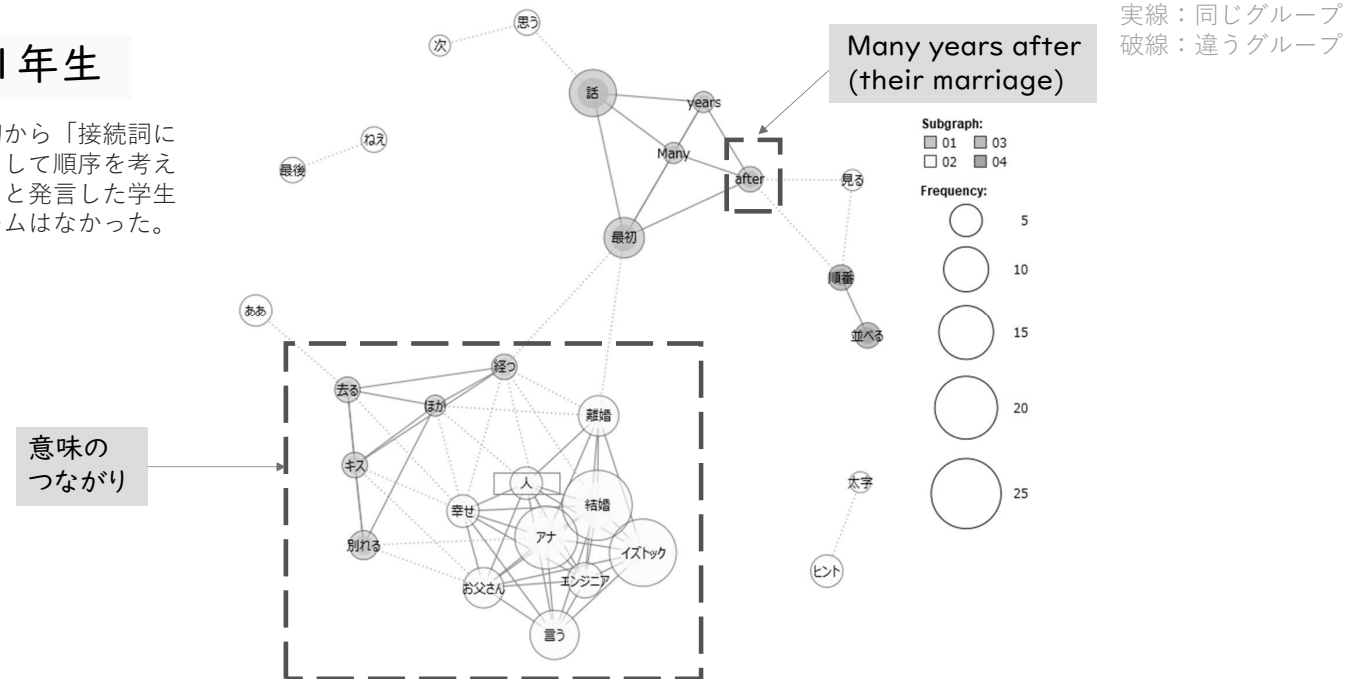 実線：同じグループ
破線：違うグループ
1年生
から「接続詞に
して順序を考え
と発言した学生
ムはなかった。
Many years after
(their marriage)
意味の
つながり
思う
次
話
years
ねえ
Many
最後
after
見る
最初
順番
ああ
並べる
経つ
去る
ほか
離婚
キス
人
結婚
幸せ
アナ
別れる
イズトック
お父さん
エンジニア
言う
太字
ヒント
Subgraph:
01 03
02 04
Frequency:
5
10
15
20
25